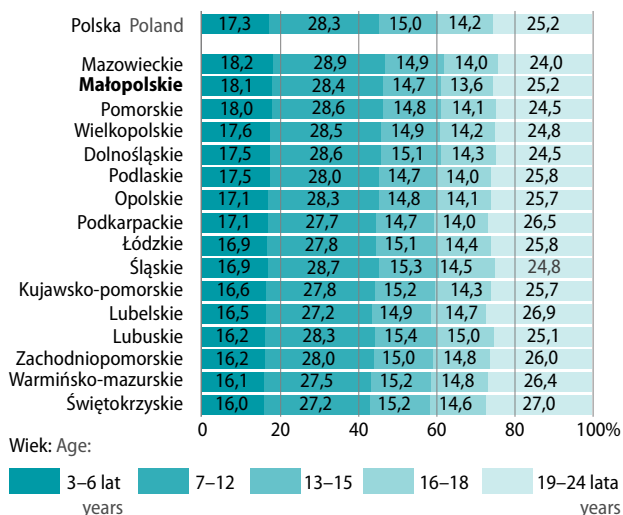 Polska Poland 17,3 28,3 15,0 14,2 25,2
Mazowieckie 18,2 28,9 14,9 14,0 24,0
Małopolskie 18,1 28,4 14,7 13,6 25,2
Pomorskie 18,0 28,6 14,8 14,1 24,5
Wielkopolskie 17,6 28,5 14,9 14,2 24,8
Dolnośląskie 17,5 28,6 15,1 14,3 24,5
Podlaskie 17,5 28,0 14,7 14,0 25,8
Opolskie 17,1 28,3 14,8 14,1 25,7
Podkarpackie 17,1 27,7 14,7 14,0 26,5
Łódzkie 16,9 27,8 15,1 14,4 25,8
Śląskie 16,9 28,7 15,3 14,5 24,8
Kujawsko-pomorskie 16,6 27,8 15,2 14,3 25,7
Lubelskie 16,5 27,2 14,9 14,7 26,9
Lubuskie 16,2 28,3 15,4 15,0 25,1
Zachodniopomorskie 16,2 28,0 15,0 14,8 26,0
Warmińsko-mazurskie 16,1 27,5 15,2 14,8 26,4
Świętokrzyskie 16,0 27,2 15,2 14,6 27,0
0 20 40 60 80 100%
Wiek: Age:
3–6 lat 7–12 13–15 16–18 19–24 lata
years years